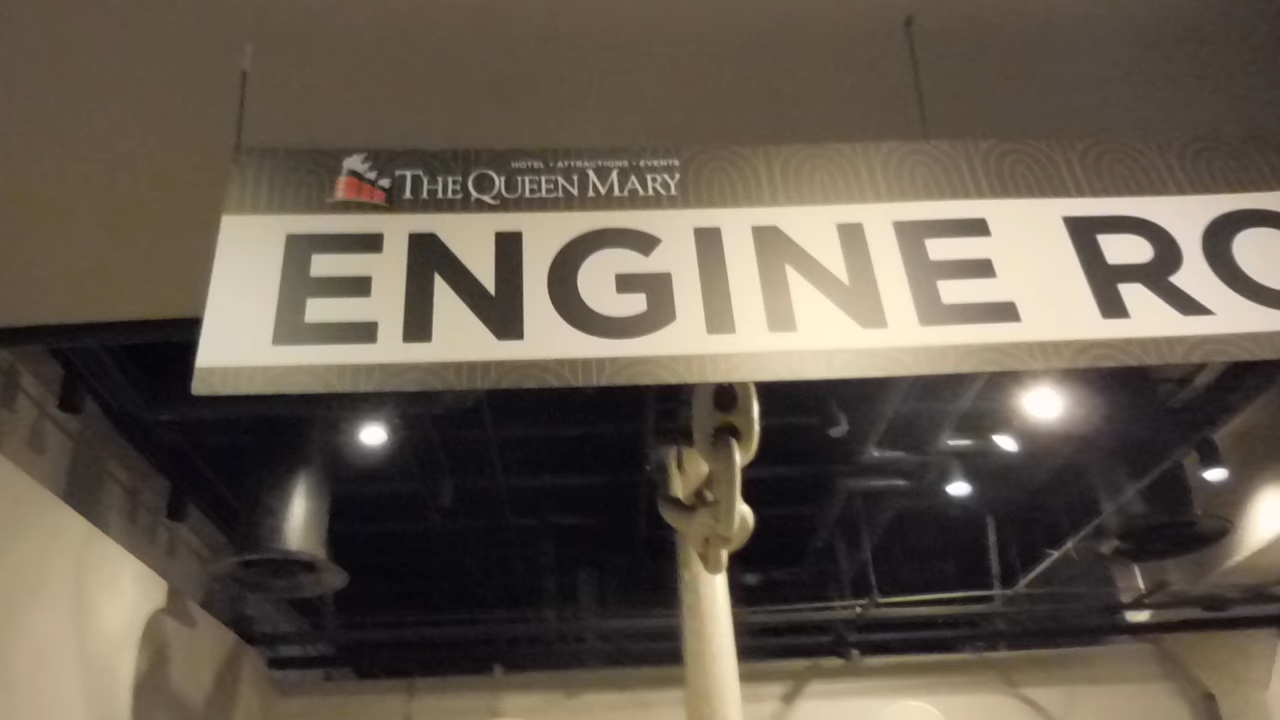 HOTEL • ATTRACTIONS • EVENTS
THE QUEEN MARY
ENGINE RO